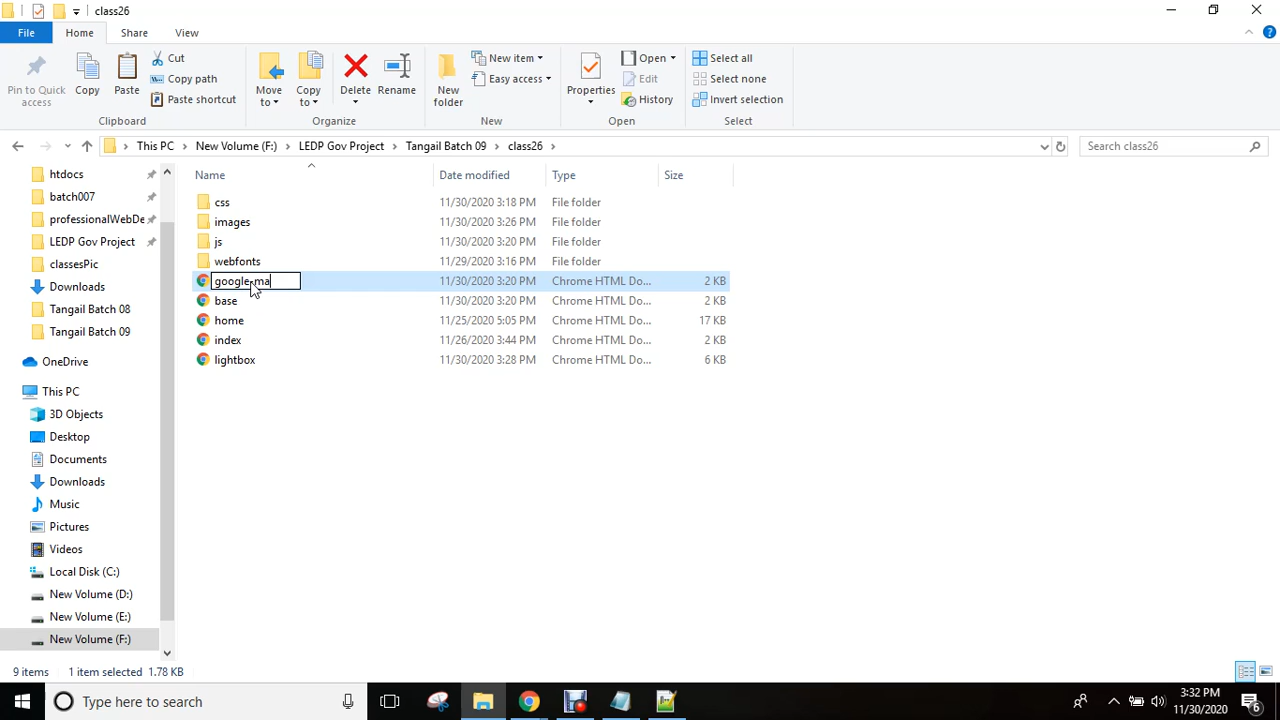 class26
File Home Share View
Pin to Quick access
Copy
Paste
Cut
Copy path
Paste shortcut
Clipboard
Move to
Copy to
Delete
Rename
Organize
New folder
New item
Easy access
New
Properties
Open
Edit
History
Open
Select all
Select none
Invert selection
Select
This PC New Volume (F:) LEDP Gov Project Tangail Batch 09 class26
Search class26
htdocs
batch007
professionalWebDe
LEDP Gov Project
classesPic
Downloads
Tangail Batch 08
Tangail Batch 09
OneDrive
This PC
3D Objects
Desktop
Documents
Downloads
Music
Pictures
Videos
Local Disk (C:)
New Volume (D:)
New Volume (E:)
New Volume (F:)
Name Date modified Type Size
css 11/30/2020 3:18 PM File folder
images 11/30/2020 3:26 PM File folder
js 11/30/2020 3:20 PM File folder
webfonts 11/29/2020 3:16 PM File folder
google-ma 11/30/2020 3:20 PM Chrome HTML Do... 2 KB
base 11/30/2020 3:20 PM Chrome HTML Do... 2 KB
home 11/25/2020 5:05 PM Chrome HTML Do... 17 KB
index 11/26/2020 3:44 PM Chrome HTML Do... 2 KB
lightbox 11/30/2020 3:28 PM Chrome HTML Do... 6 KB
9 items 1 item selected 1.78 KB
Type here to search
3:32 PM
11/30/2020
6